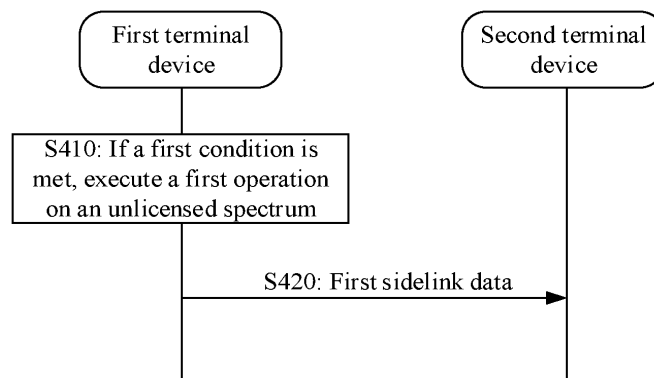 First terminal
device
Second terminal
device
S410: If a first condition is
met, execute a first operation
on an unlicensed spectrum
S420: First sidelink data